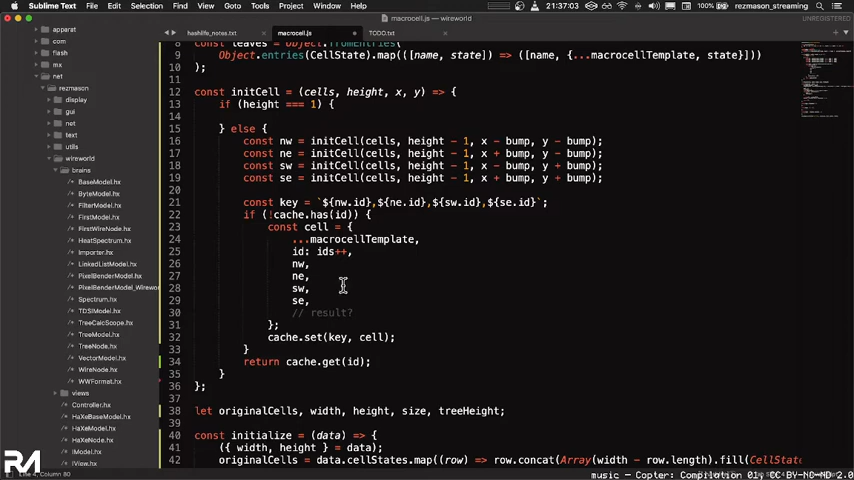 Sublime Text File Edit Selection Find View Goto Tools Project Window Help
21:37:03
100%
rezmason_streaming
macrocell.js
UNREGISTERED
hashlife_notes.txt
macrocell.js
TODO.txt
apparat
com
flash
mx
net
rezmason
display
gui
net
text
utils
wireworld
brains
BaseModel.hx
ByteModel.hx
FilterModel.hx
FirstModel.hx
FirstWireNode.hx
HeatSpectrum.hx
Importer.hx
LinkedListModel.hx
PixelBenderModel.hx
PixelBenderModel_Wirewo
Spectrum.hx
TDSIModel.hx
TreeCalcScope.hx
TreeModel.hx
TreeNode.hx
VectorModel.hx
WireNode.hx
WWFormat.hx
views
Controller.hx
HaXeBaseModel.hx
HaXeModel.hx
HaXeNode.hx
IModel.hx
IView.hx
8 const leaves = Object.fromEntries(
9 Object.entries(CellState).map(([name, state]) => ([name, {...macrocellTemplate, state}]))
10 );
11
12 const initCell = (cells, height, x, y) => {
13 if (height === 1) {
14
15 } else {
16 const nw = initCell(cells, height - 1, x - bump, y - bump);
17 const ne = initCell(cells, height - 1, x + bump, y - bump);
18 const sw = initCell(cells, height - 1, x - bump, y + bump);
19 const se = initCell(cells, height - 1, x + bump, y + bump);
20
21 const key = `${nw.id},${ne.id},${sw.id},${se.id}`;
22 if (!cache.has(id)) {
23 const cell = {
24 ...macrocellTemplate,
25 id: ids++,
26 nw,
27 ne,
28 sw,
29 se,
30 // result?
31 };
32 cache.set(key, cell);
33 }
34 return cache.get(id);
35 }
36 };
38 let originalCells, width, height, size, treeHeight;
40 const initialize = (data) => {
41 ({ width, height } = data);
42 originalCells = data.cellStates.map((row) => row.concat(Array(width - row.length).fill(CellStat
Line 4, Column 80
RM
music - Copter: Compilation 01, CC BY-NC-ND 2.0